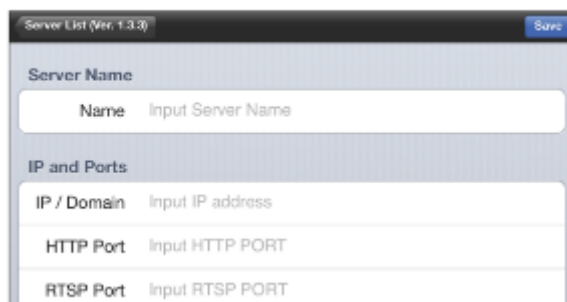 Server List (Ver. 1.3.3) Save
Server Name
Name Input Server Name
IP and Ports
IP / Domain Input IP address
HTTP Port Input HTTP PORT
RTSP Port Input RTSP PORT